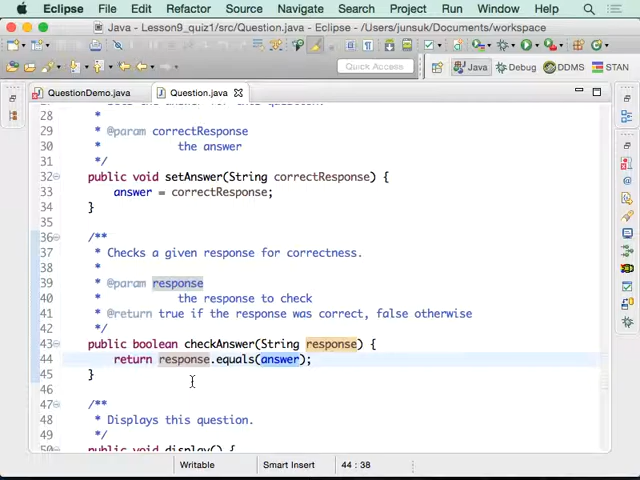 Eclipse File Edit Refactor Source Navigate Search Project Run Window Help
Java - Lesson9_quiz1/src/Question.java - Eclipse - /Users/junsuk/Documents/workspace
Quick Access Java Debug DDMS STAN
QuestionDemo.java Question.java
28 *
29 * @param correctResponse
30 * the answer
31 */
32 public void setAnswer(String correctResponse) {
33 answer = correctResponse;
34 }
35
36 /**
37 * Checks a given response for correctness.
38 *
39 * @param response
40 * the response to check
41 * @return true if the response was correct, false otherwise
42 */
43 public boolean checkAnswer(String response) {
44 return response.equals(answer);
45 }
46
47 /**
48 * Displays this question.
49 */
50 public void display() {
Writable Smart Insert 44 : 38